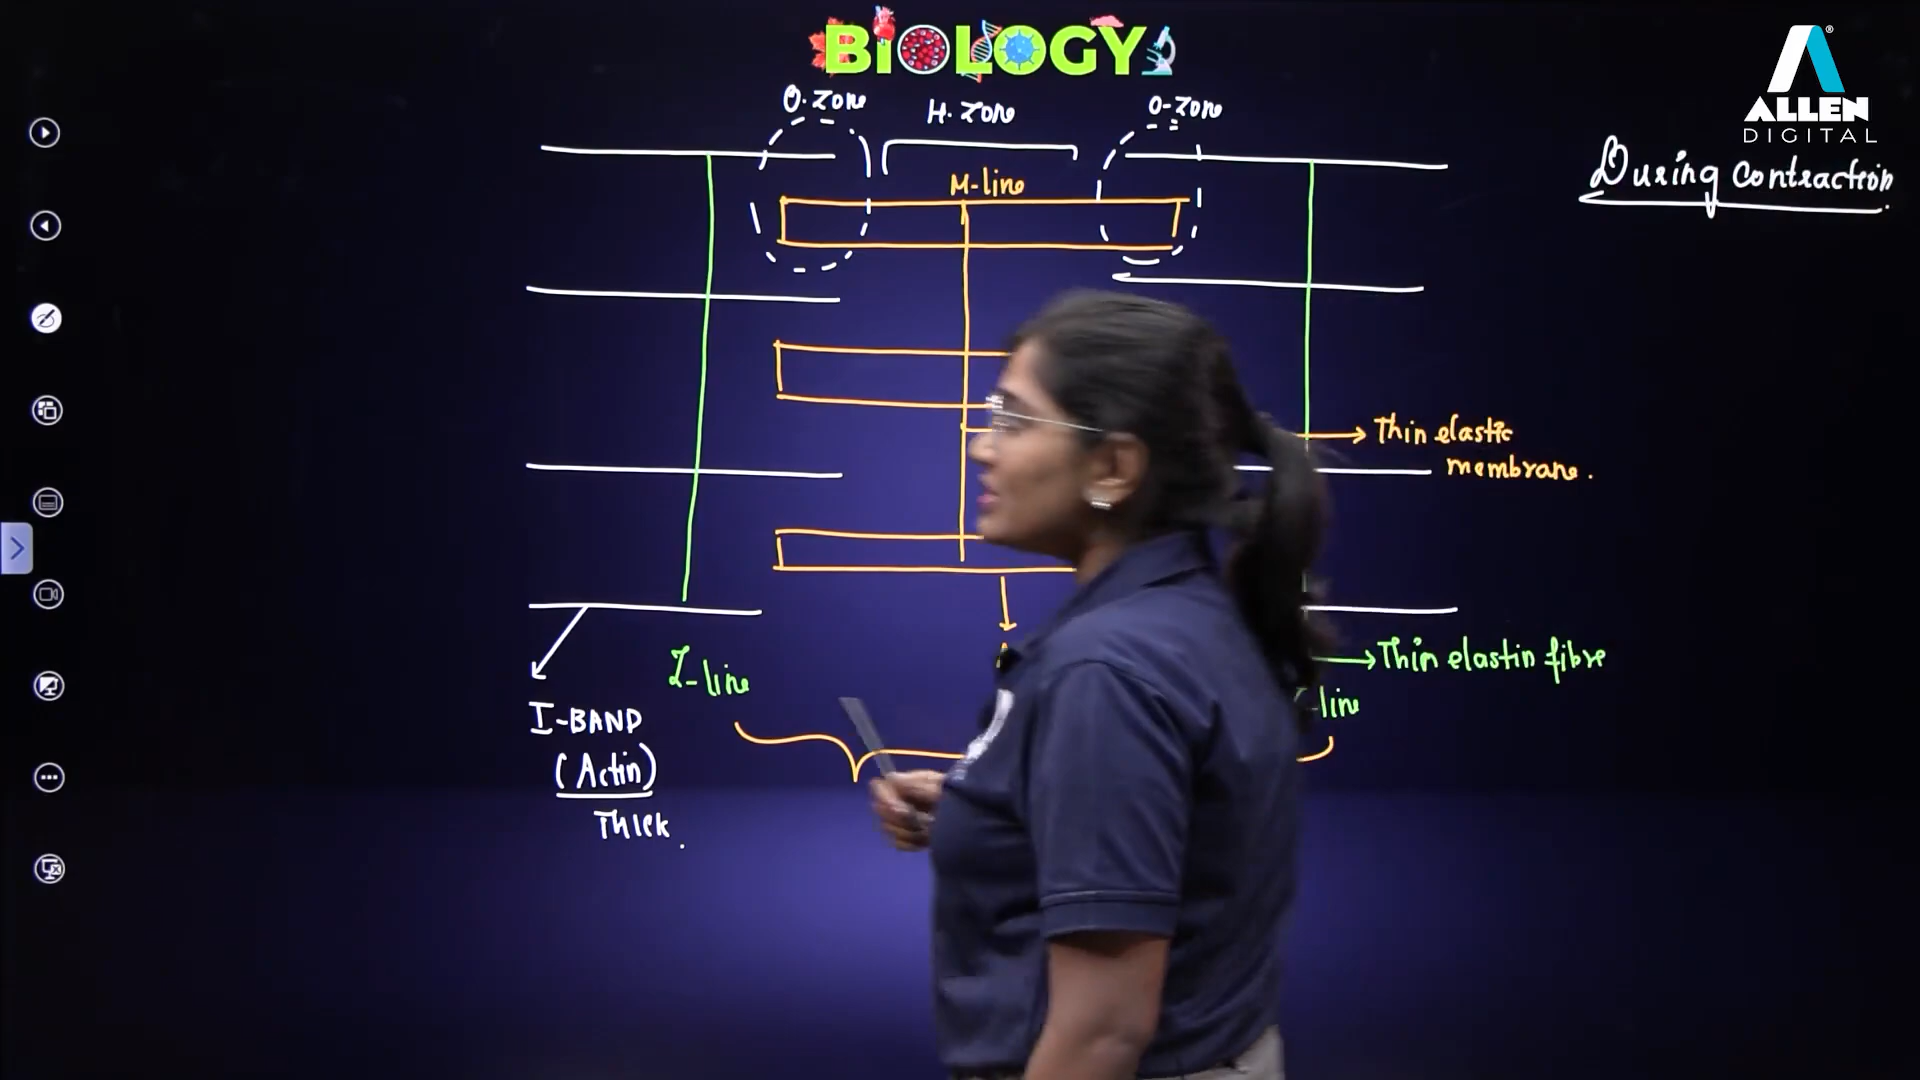 BIOLOGY
ALLEN
DIGITAL
O-Zone
H-Zone
O-Zone
During contraction
M-line
Thin elastic
membrane.
Thin elastin fibre
Z-line
-line
I-BAND
(Actin)
Thick.